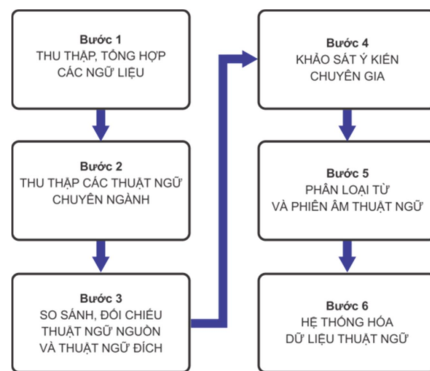 Bước 1
THU THẬP, TỔNG HỢP
CÁC NGỮ LIỆU
Bước 2
THU THẬP CÁC THUẬT NGỮ
CHUYÊN NGÀNH
Bước 3
SO SÁNH, ĐỐI CHIẾU
THUẬT NGỮ NGUỒN
VÀ THUẬT NGỮ ĐÍCH
Bước 4
KHẢO SÁT Ý KIẾN
CHUYÊN GIA
Bước 5
PHÂN LOẠI TỪ
VÀ PHIÊN ÂM THUẬT NGỮ
Bước 6
HỆ THỐNG HÓA
DỮ LIỆU THUẬT NGỮ